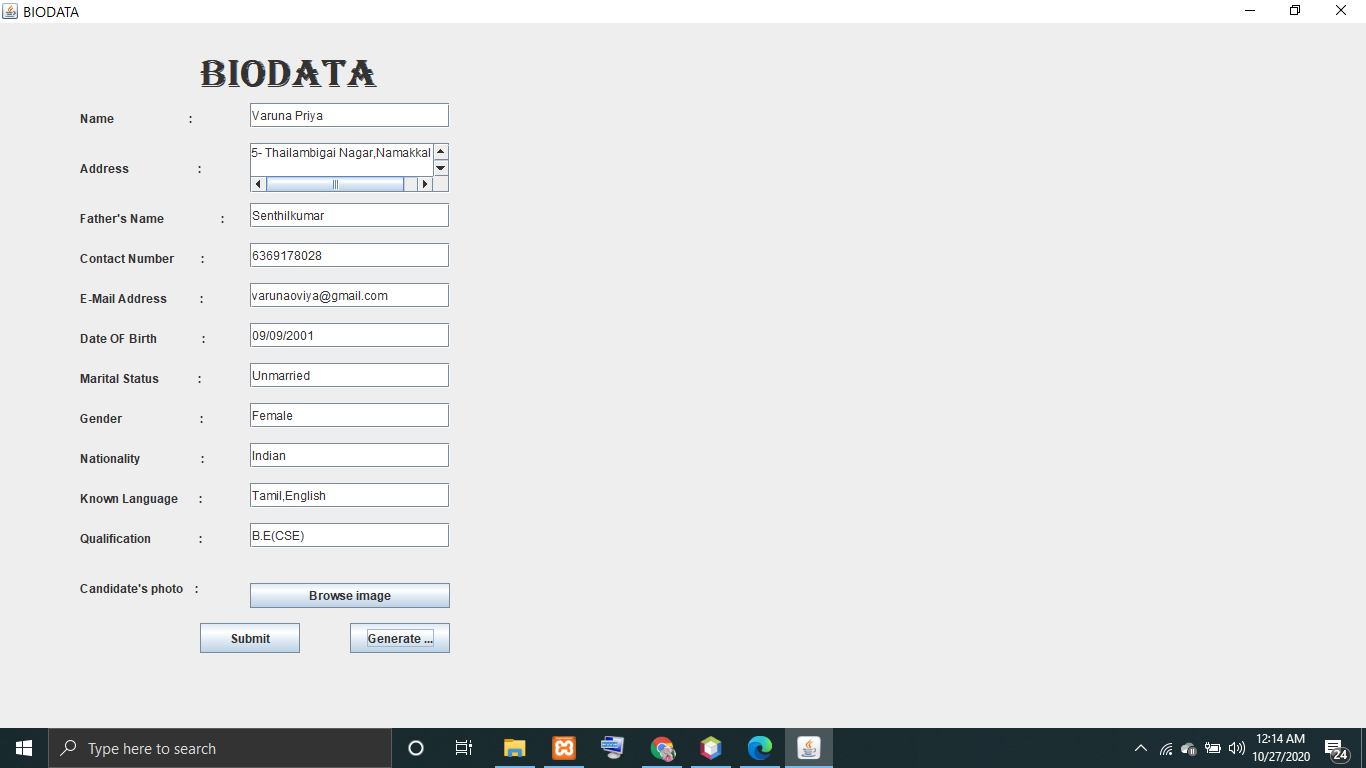 BIODATA
BIODATA
Name : Varuna Priya
Address : 5- Thailambigai Nagar,Namakkal
Father's Name : Senthilkumar
Contact Number : 6369178028
E-Mail Address : varunaoviya@gmail.com
Date OF Birth : 09/09/2001
Marital Status : Unmarried
Gender : Female
Nationality : Indian
Known Language : Tamil,English
Qualification : B.E(CSE)
Candidate's photo : Browse image
Submit Generate ...
Type here to search
12:14 AM
10/27/2020
24